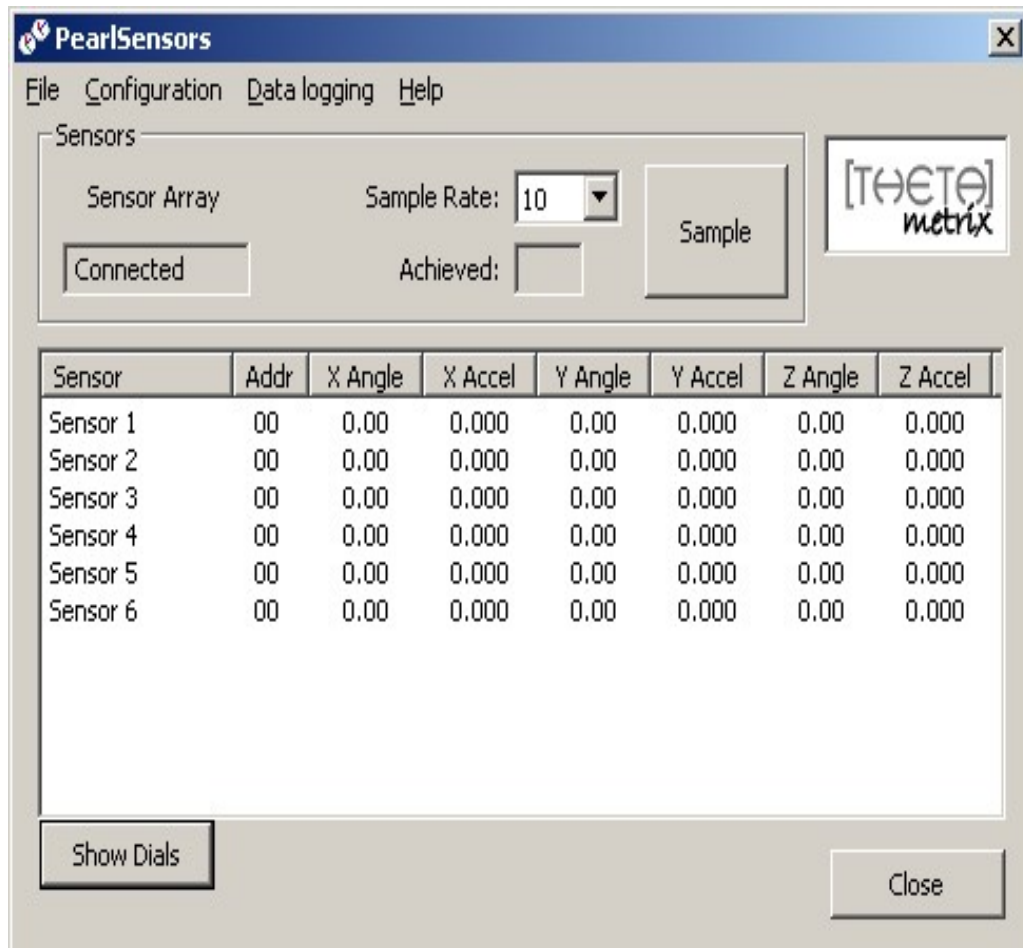 PearlSensors
File Configuration Data logging Help
Sensors
Sensor Array Sample Rate: 10 Sample
Connected Achieved:
[THETA]
metrix
Sensor Addr X Angle X Accel Y Angle Y Accel Z Angle Z Accel
Sensor 1 00 0.00 0.000 0.00 0.000 0.00 0.000
Sensor 2 00 0.00 0.000 0.00 0.000 0.00 0.000
Sensor 3 00 0.00 0.000 0.00 0.000 0.00 0.000
Sensor 4 00 0.00 0.000 0.00 0.000 0.00 0.000
Sensor 5 00 0.00 0.000 0.00 0.000 0.00 0.000
Sensor 6 00 0.00 0.000 0.00 0.000 0.00 0.000
Show Dials
Close